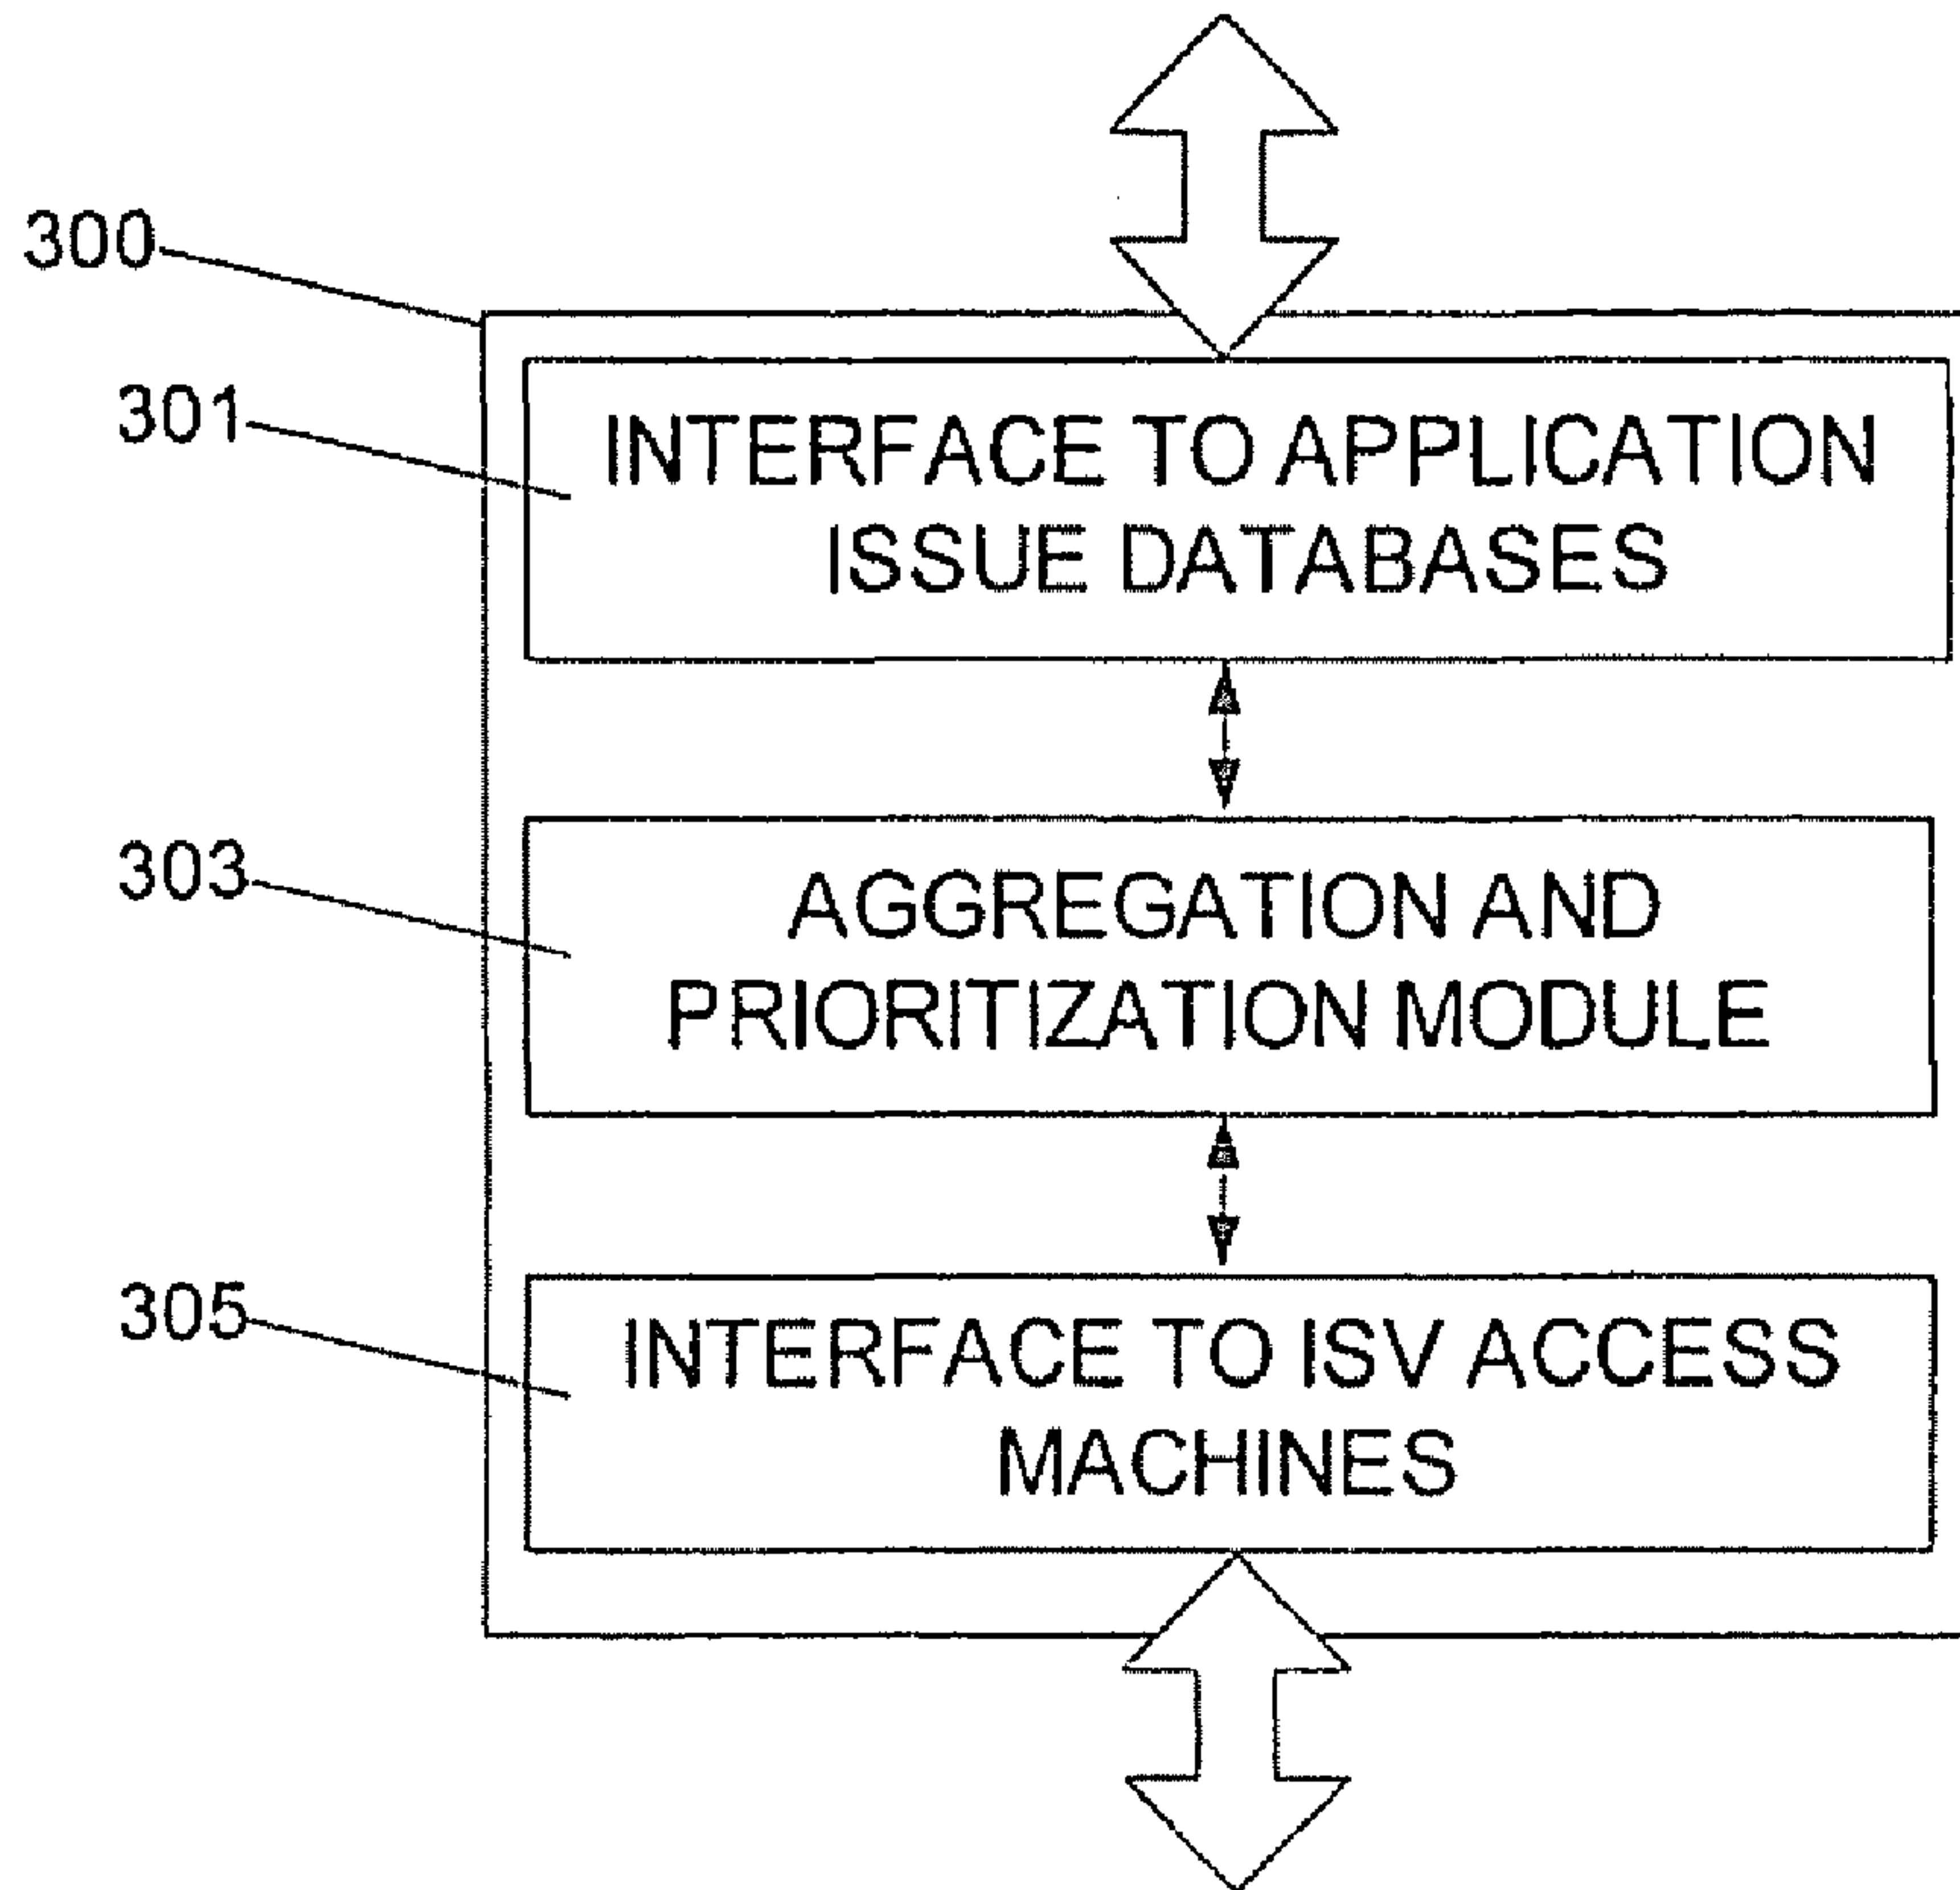 300
301
INTERFACE TO APPLICATION
ISSUE DATABASES
303
AGGREGATION AND
PRIORITIZATION MODULE
305
INTERFACE TO ISV ACCESS
MACHINES